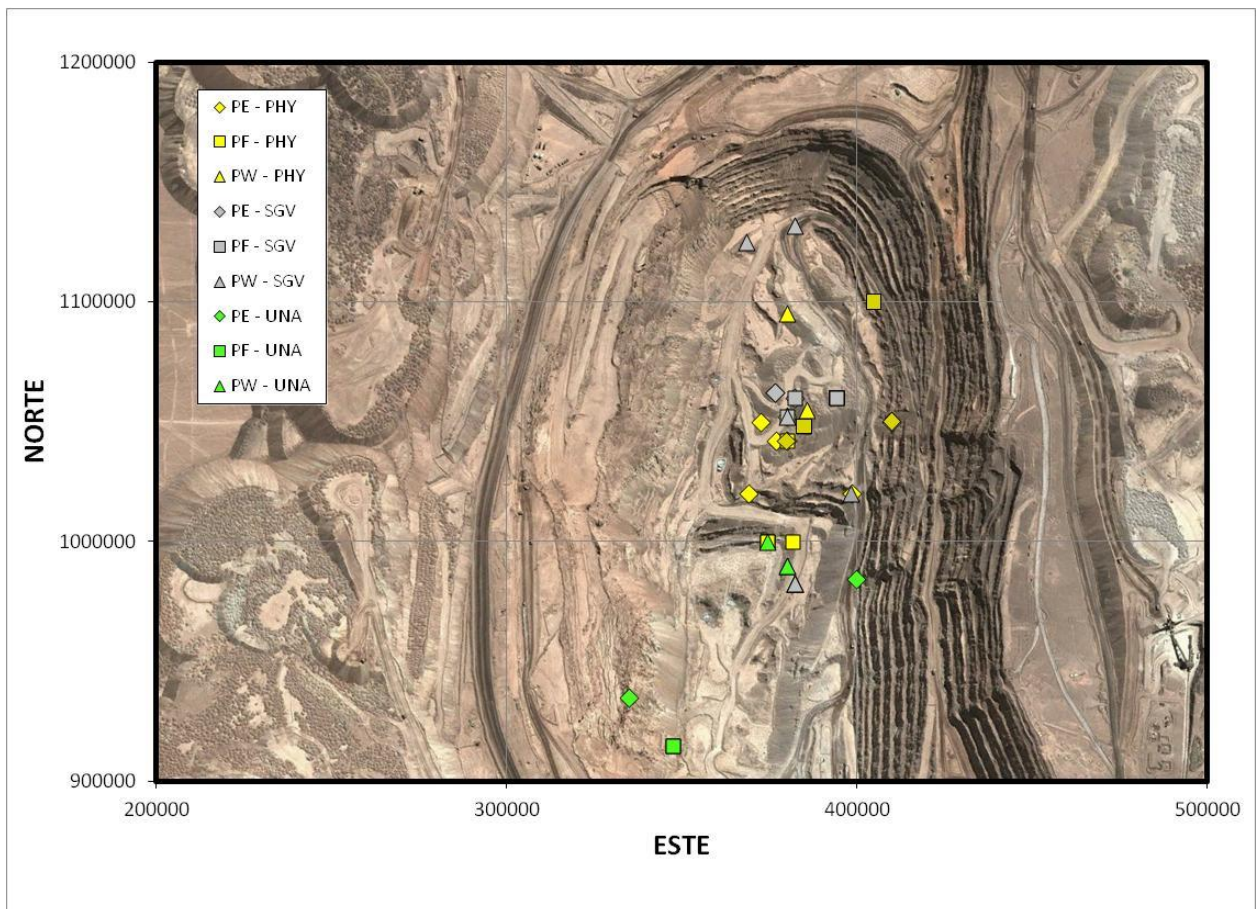 1200000
1100000
1000000
900000
NORTE
PE - PHY
PF - PHY
PW - PHY
PE - SGV
PF - SGV
PW - SGV
PE - UNA
PF - UNA
PW - UNA
200000
300000
400000
500000
ESTE